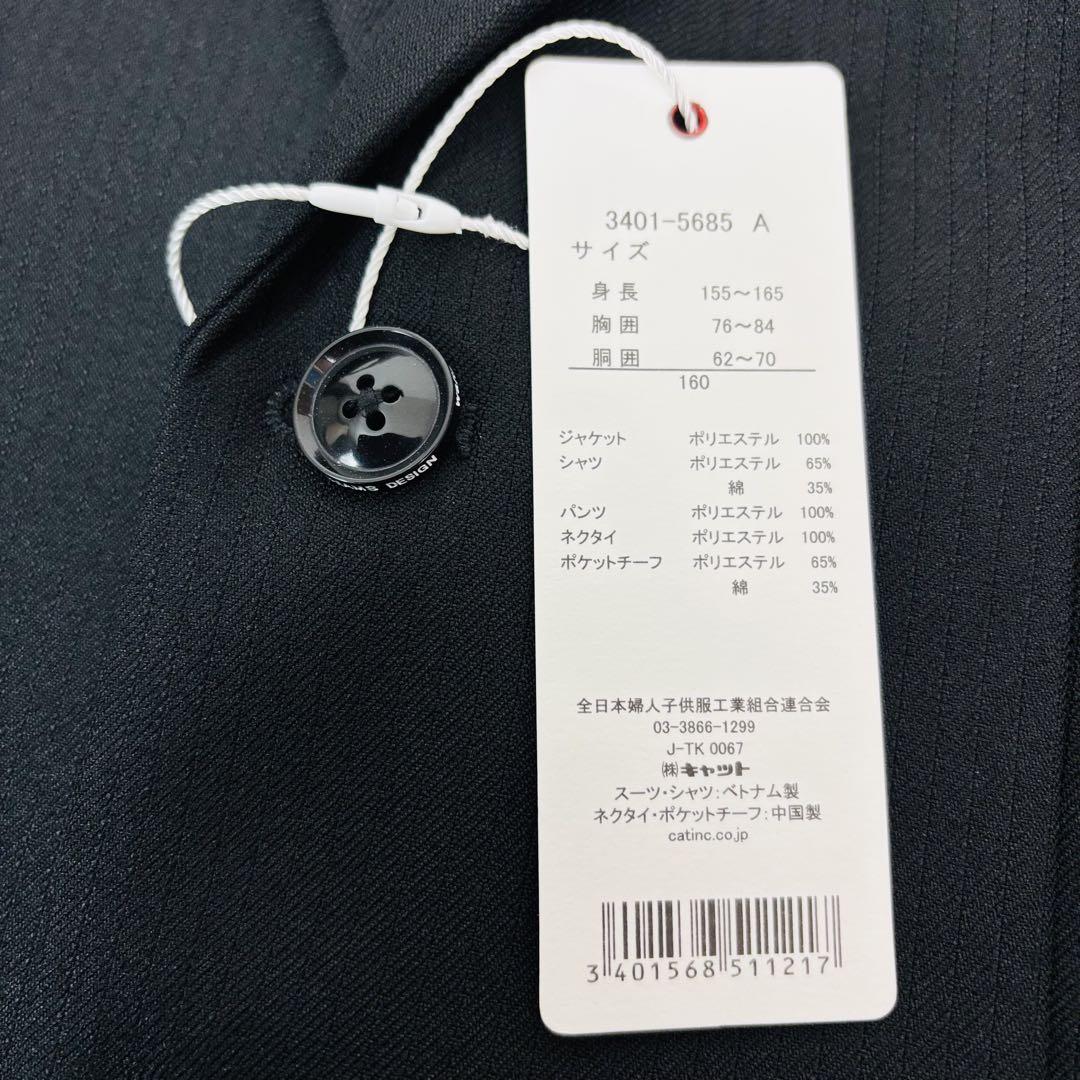 3401-5685 A
サイズ
身長 155～165
胸囲 76～84
胴囲 62～70
160
ジャケット ポリエステル 100%
シャツ ポリエステル 65%
綿 35%
パンツ ポリエステル 100%
ネクタイ ポリエステル 100%
ポケットチーフ ポリエステル 65%
綿 35%
全日本婦人子供服工業組合連合会
03-3866-1299
J-TK 0067
㈱キャット
スーツ・シャツ:ベトナム製
ネクタイ・ポケットチーフ:中国製
catinc.co.jp
3 401568 511217
DESIGN